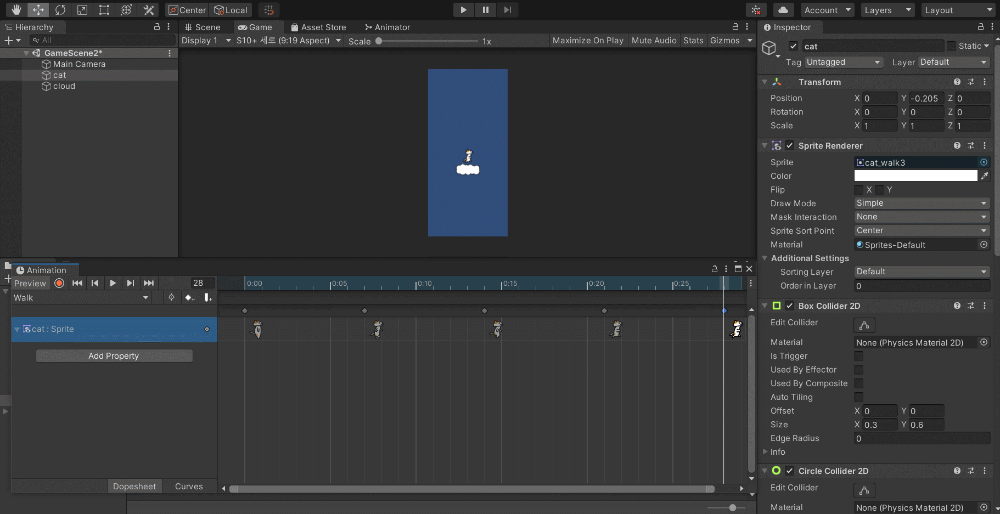 Center
Local
Account
Layers
Layout
Hierarchy
Scene
Game
Asset Store
Animator
Inspector
All
Display 1
S10+ 세로 (9:19 Aspect)
Scale
1x
Maximize On Play
Mute Audio
Stats
Gizmos
GameScene2*
Main Camera
cat
cloud
cat
Static
Tag
Untagged
Layer
Default
Transform
Position
X 0 Y -0.205 Z 0
Rotation
X 0 Y 0 Z 0
Scale
X 1 Y 1 Z 1
Sprite Renderer
Sprite
cat_walk3
Color
Flip
X Y
Draw Mode
Simple
Mask Interaction
None
Sprite Sort Point
Center
Material
Sprites-Default
Additional Settings
Sorting Layer
Default
Order in Layer
0
Box Collider 2D
Edit Collider
Material
None (Physics Material 2D)
Is Trigger
Used By Effector
Used By Composite
Auto Tiling
Offset
X 0 Y 0
Size
X 0.3 Y 0.6
Edge Radius
0
Info
Circle Collider 2D
Edit Collider
Material
None (Physics Material 2D)
Animation
Preview
28
0:00
0:05
0:10
0:15
0:20
0:25
Walk
cat : Sprite
Add Property
Dopesheet
Curves